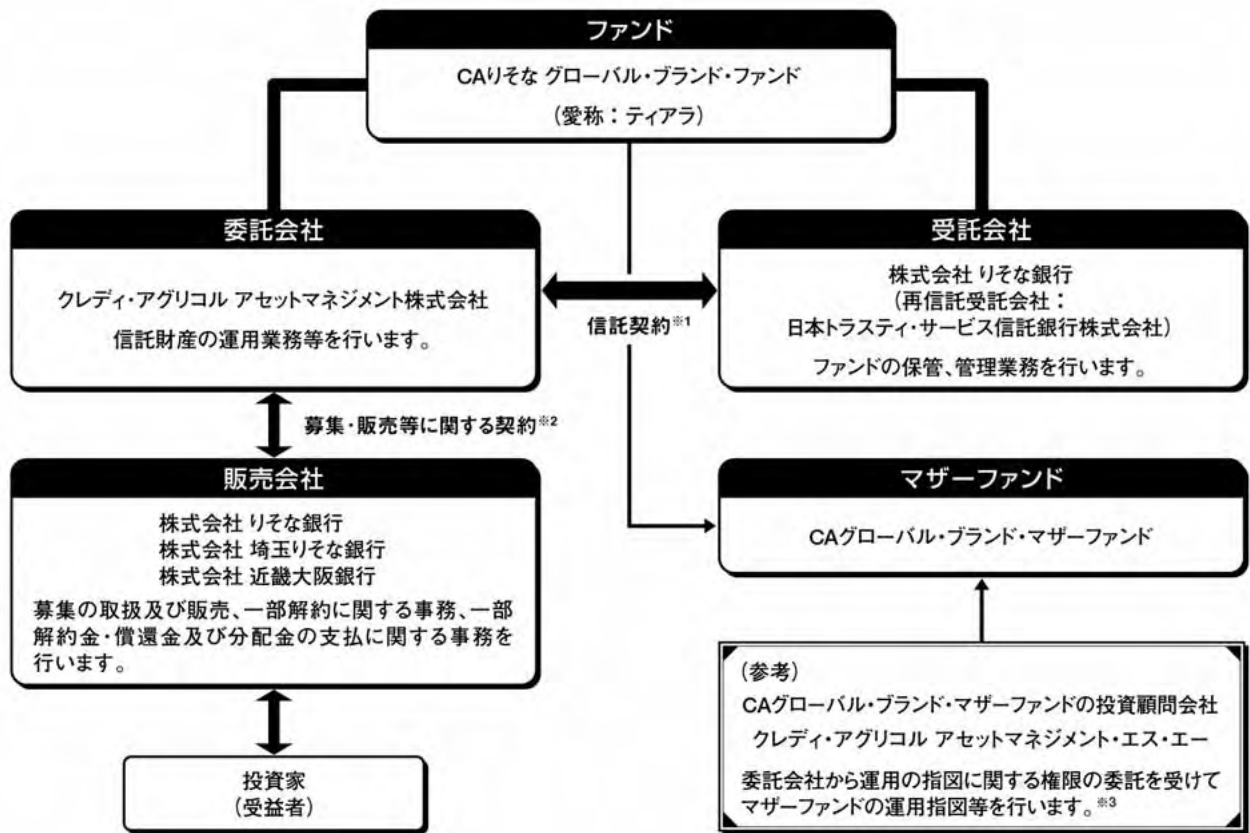 ファンド
CAりそな グローバル・ブランド・ファンド
(愛称：ティアラ)
委託会社
クレディ・アグリコル アセットマネジメント株式会社
信託財産の運用業務等を行います。
信託契約※1
受託会社
株式会社 りそな銀行
(再信託受託会社：
日本トラスティ・サービス信託銀行株式会社)
ファンドの保管、管理業務を行います。
募集・販売等に関する契約※2
販売会社
株式会社 りそな銀行
株式会社 埼玉りそな銀行
株式会社 近畿大阪銀行
募集の取扱及び販売、一部解約に関する事務、一部
解約金・償還金及び分配金の支払に関する事務を
行います。
マザーファンド
CAグローバル・ブランド・マザーファンド
投資家
(受益者)
(参考)
CAグローバル・ブランド・マザーファンドの投資顧問会社
クレディ・アグリコル アセットマネジメント・エス・エー
委託会社から運用の指図に関する権限の委託を受けて
マザーファンドの運用指図等を行います。※3